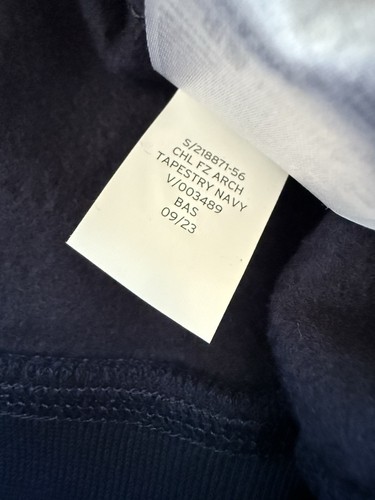 S/218871-56
CHL FZ ARCH
TAPESTRY NAVY
V/003489
BAS
09/23